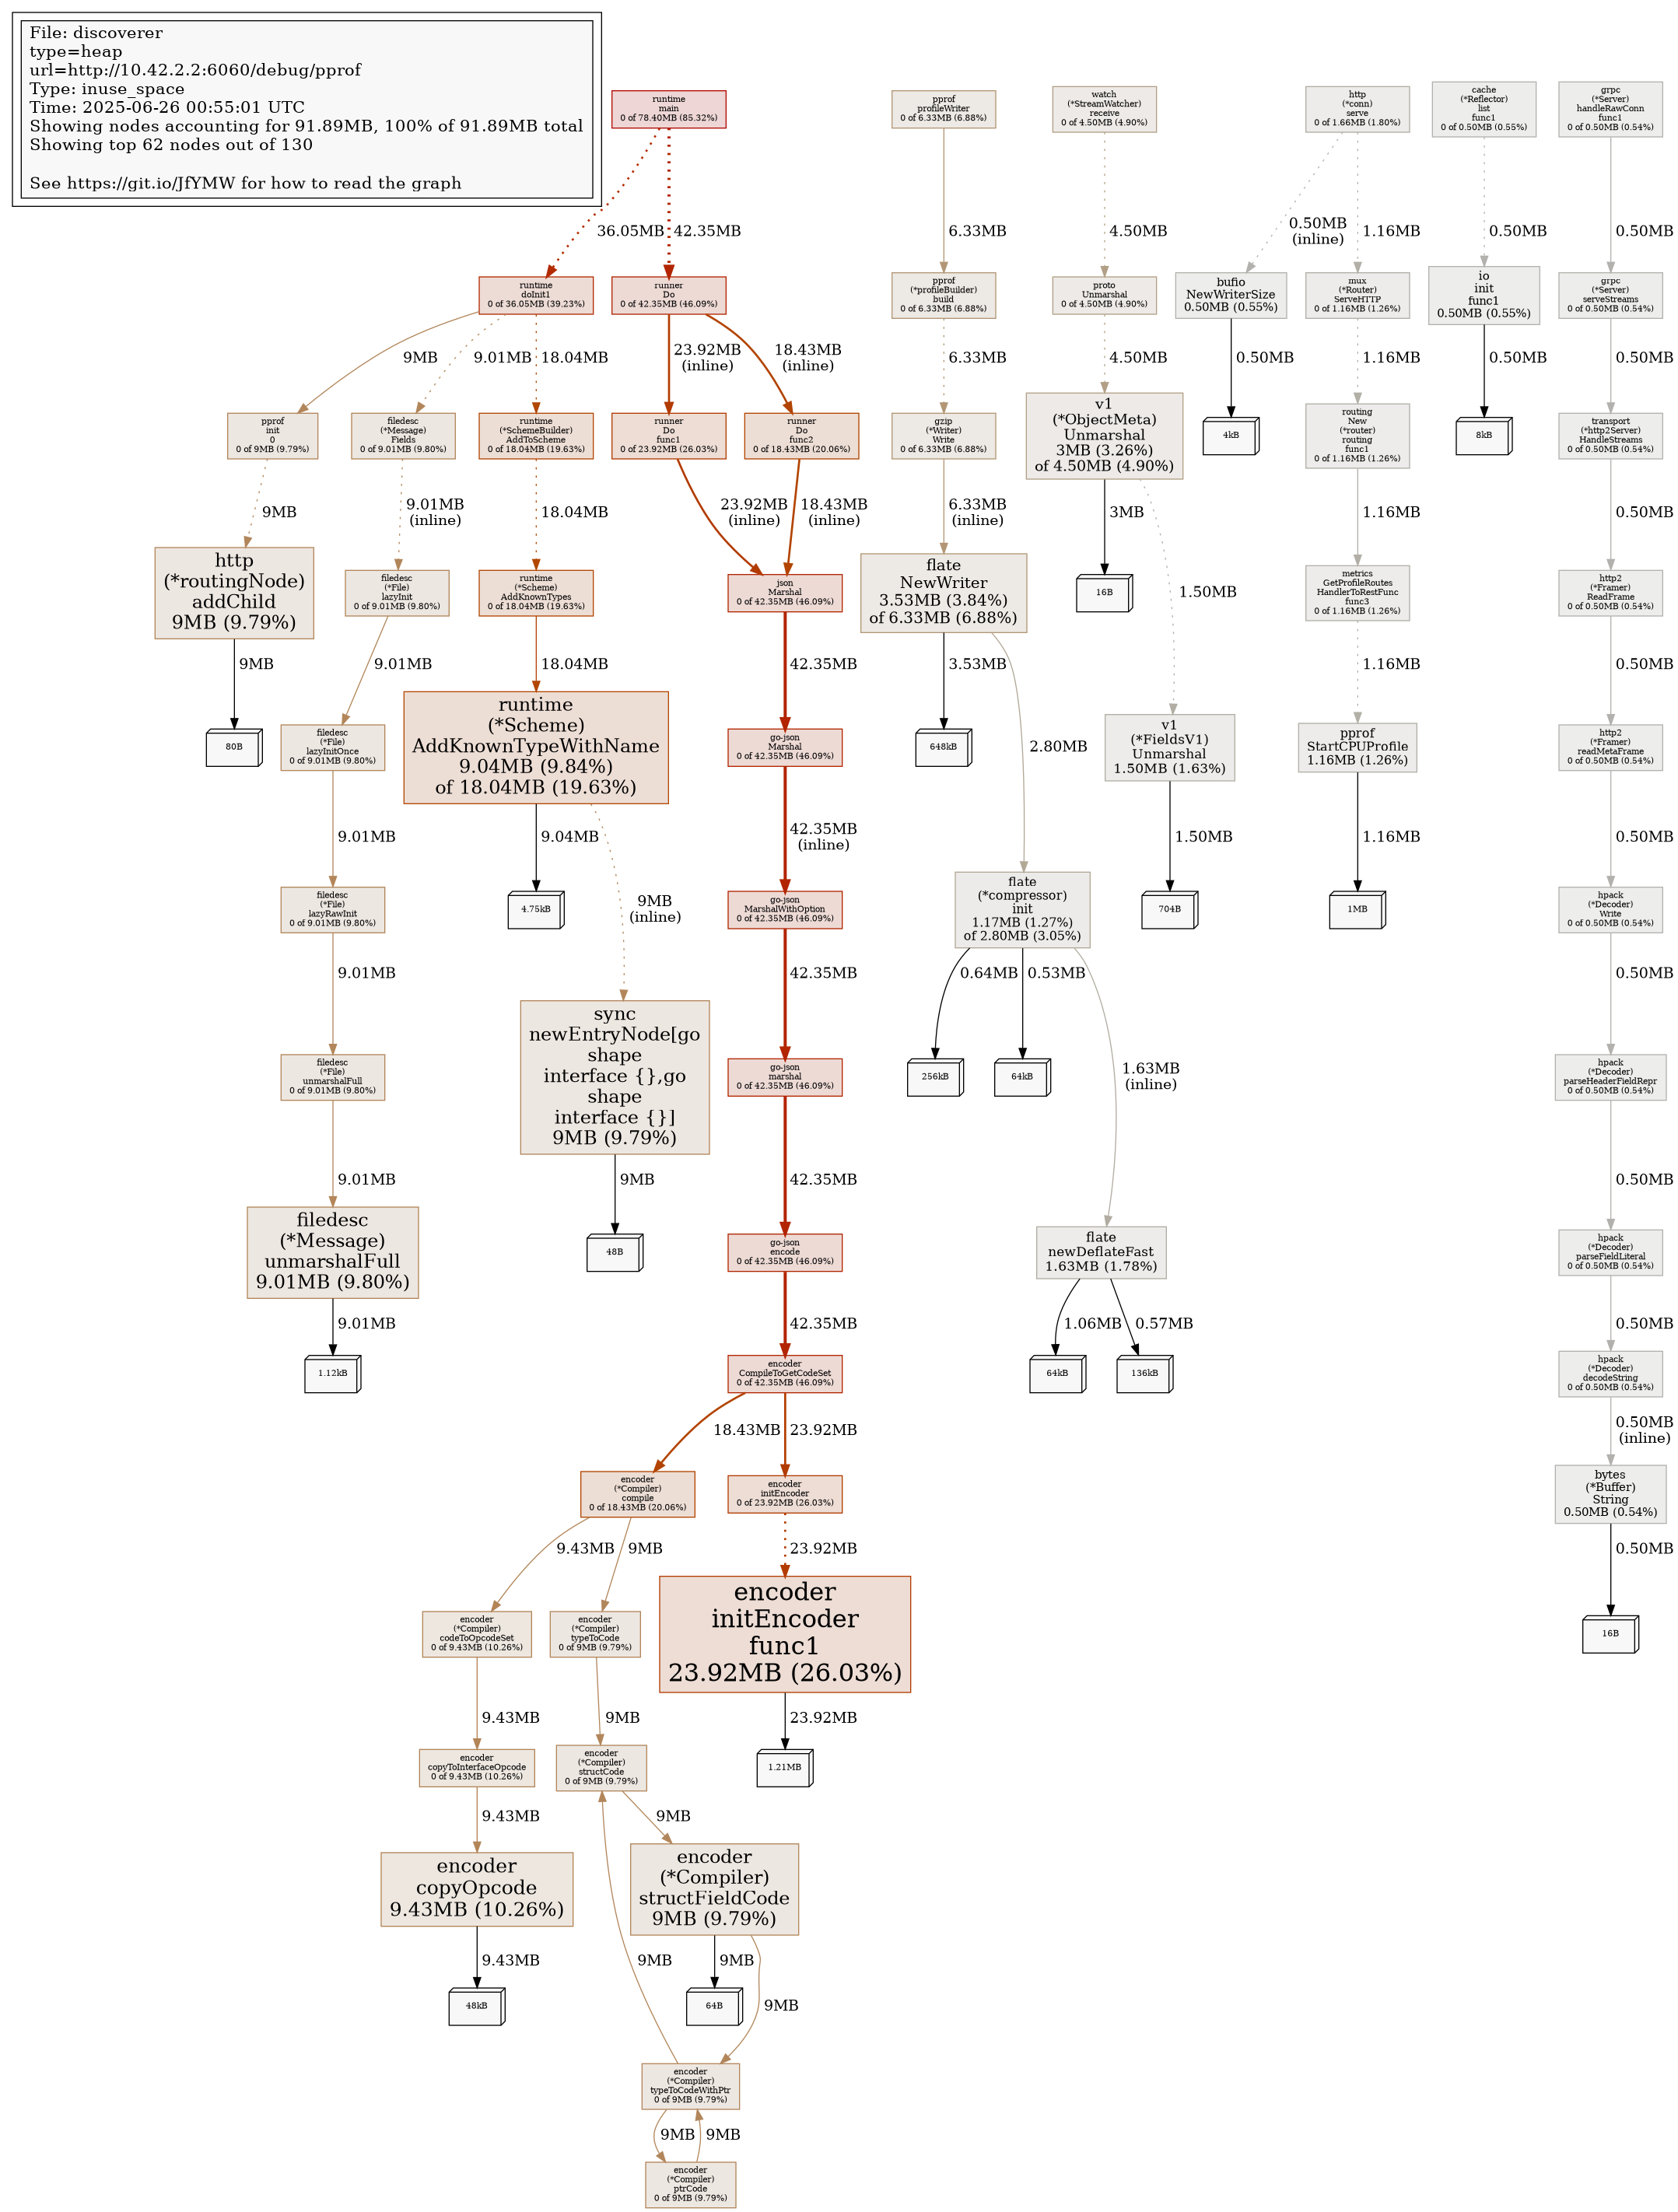 File: discoverer
type=heap
url=http://10.42.2.2:6060/debug/pprof
Type: inuse_space
Time: 2025-06-26 00:55:01 UTC
Showing nodes accounting for 91.89MB, 100% of 91.89MB total
Showing top 62 nodes out of 130
See https://git.io/JfYMW for how to read the graph
runtime
main
0 of 78.40MB (85.32%)
pprof
profileWriter
0 of 6.33MB (6.88%)
watch
(*StreamWatcher)
receive
0 of 4.50MB (4.90%)
http
(*conn)
serve
0 of 1.66MB (1.80%)
cache
(*Reflector)
list
func1
0 of 0.50MB (0.55%)
grpc
(*Server)
handleRawConn
func1
0 of 0.50MB (0.54%)
36.05MB
42.35MB
6.33MB
4.50MB
0.50MB
(inline)
1.16MB
0.50MB
0.50MB
runtime
doInit1
0 of 36.05MB (39.23%)
runner
Do
0 of 42.35MB (46.09%)
pprof
(*profileBuilder)
build
0 of 6.33MB (6.88%)
proto
Unmarshal
0 of 4.50MB (4.90%)
bufio
NewWriterSize
0.50MB (0.55%)
mux
(*Router)
ServeHTTP
0 of 1.16MB (1.26%)
io
init
func1
0.50MB (0.55%)
grpc
(*Server)
serveStreams
0 of 0.50MB (0.54%)
9MB
9.01MB
18.04MB
23.92MB
(inline)
18.43MB
(inline)
6.33MB
4.50MB
0.50MB
1.16MB
0.50MB
0.50MB
pprof
init
0
0 of 9MB (9.79%)
filedesc
(*Message)
Fields
0 of 9.01MB (9.80%)
runtime
(*SchemeBuilder)
AddToScheme
0 of 18.04MB (19.63%)
runner
Do
func1
0 of 23.92MB (26.03%)
runner
Do
func2
0 of 18.43MB (20.06%)
gzip
(*Writer)
Write
0 of 6.33MB (6.88%)
v1
(*ObjectMeta)
Unmarshal
3MB (3.26%)
of 4.50MB (4.90%)
4kB
routing
New
(*router)
routing
func1
0 of 1.16MB (1.26%)
8kB
transport
(*http2Server)
HandleStreams
0 of 0.50MB (0.54%)
9MB
9.01MB
(inline)
18.04MB
23.92MB
(inline)
18.43MB
(inline)
6.33MB
(inline)
3MB
1.50MB
1.16MB
0.50MB
http
(*routingNode)
addChild
9MB (9.79%)
filedesc
(*File)
lazyInit
0 of 9.01MB (9.80%)
runtime
(*Scheme)
AddKnownTypes
0 of 18.04MB (19.63%)
json
Marshal
0 of 42.35MB (46.09%)
flate
NewWriter
3.53MB (3.84%)
of 6.33MB (6.88%)
16B
metrics
GetProfileRoutes
HandlerToRestFunc
func3
0 of 1.16MB (1.26%)
http2
(*Framer)
ReadFrame
0 of 0.50MB (0.54%)
9MB
9.01MB
18.04MB
42.35MB
3.53MB
2.80MB
1.16MB
0.50MB
80B
filedesc
(*File)
lazyInitOnce
0 of 9.01MB (9.80%)
runtime
(*Scheme)
AddKnownTypeWithName
9.04MB (9.84%)
of 18.04MB (19.63%)
go-json
Marshal
0 of 42.35MB (46.09%)
648kB
v1
(*FieldsV1)
Unmarshal
1.50MB (1.63%)
pprof
StartCPUProfile
1.16MB (1.26%)
http2
(*Framer)
readMetaFrame
0 of 0.50MB (0.54%)
9.01MB
9.04MB
9MB
(inline)
42.35MB
(inline)
1.50MB
1.16MB
0.50MB
filedesc
(*File)
lazyRawInit
0 of 9.01MB (9.80%)
4.75kB
go-json
MarshalWithOption
0 of 42.35MB (46.09%)
flate
(*compressor)
init
1.17MB (1.27%)
of 2.80MB (3.05%)
704B
1MB
hpack
(*Decoder)
Write
0 of 0.50MB (0.54%)
9.01MB
42.35MB
0.64MB
0.53MB
1.63MB
(inline)
0.50MB
filedesc
(*File)
unmarshalFull
0 of 9.01MB (9.80%)
sync
newEntryNode[go
shape
interface {},go
shape
interface {}]
9MB (9.79%)
go-json
marshal
0 of 42.35MB (46.09%)
256kB
64kB
hpack
(*Decoder)
parseHeaderFieldRepr
0 of 0.50MB (0.54%)
9.01MB
9MB
42.35MB
0.50MB
filedesc
(*Message)
unmarshalFull
9.01MB (9.80%)
48B
go-json
encode
0 of 42.35MB (46.09%)
flate
newDeflateFast
1.63MB (1.78%)
hpack
(*Decoder)
parseFieldLiteral
0 of 0.50MB (0.54%)
9.01MB
42.35MB
1.06MB
0.57MB
0.50MB
1.12kB
encoder
CompileToGetCodeSet
0 of 42.35MB (46.09%)
64kB
136kB
hpack
(*Decoder)
decodeString
0 of 0.50MB (0.54%)
18.43MB
23.92MB
0.50MB
(inline)
encoder
(*Compiler)
compile
0 of 18.43MB (20.06%)
encoder
initEncoder
0 of 23.92MB (26.03%)
bytes
(*Buffer)
String
0.50MB (0.54%)
9.43MB
9MB
23.92MB
0.50MB
encoder
(*Compiler)
codeToOpcodeSet
0 of 9.43MB (10.26%)
encoder
(*Compiler)
typeToCode
0 of 9MB (9.79%)
encoder
initEncoder
func1
23.92MB (26.03%)
16B
9.43MB
9MB
23.92MB
encoder
copyToInterfaceOpcode
0 of 9.43MB (10.26%)
encoder
(*Compiler)
structCode
0 of 9MB (9.79%)
1.21MB
9.43MB
9MB
encoder
copyOpcode
9.43MB (10.26%)
encoder
(*Compiler)
structFieldCode
9MB (9.79%)
9.43MB
9MB
9MB
9MB
48kB
64B
encoder
(*Compiler)
typeToCodeWithPtr
0 of 9MB (9.79%)
9MB
9MB
encoder
(*Compiler)
ptrCode
0 of 9MB (9.79%)